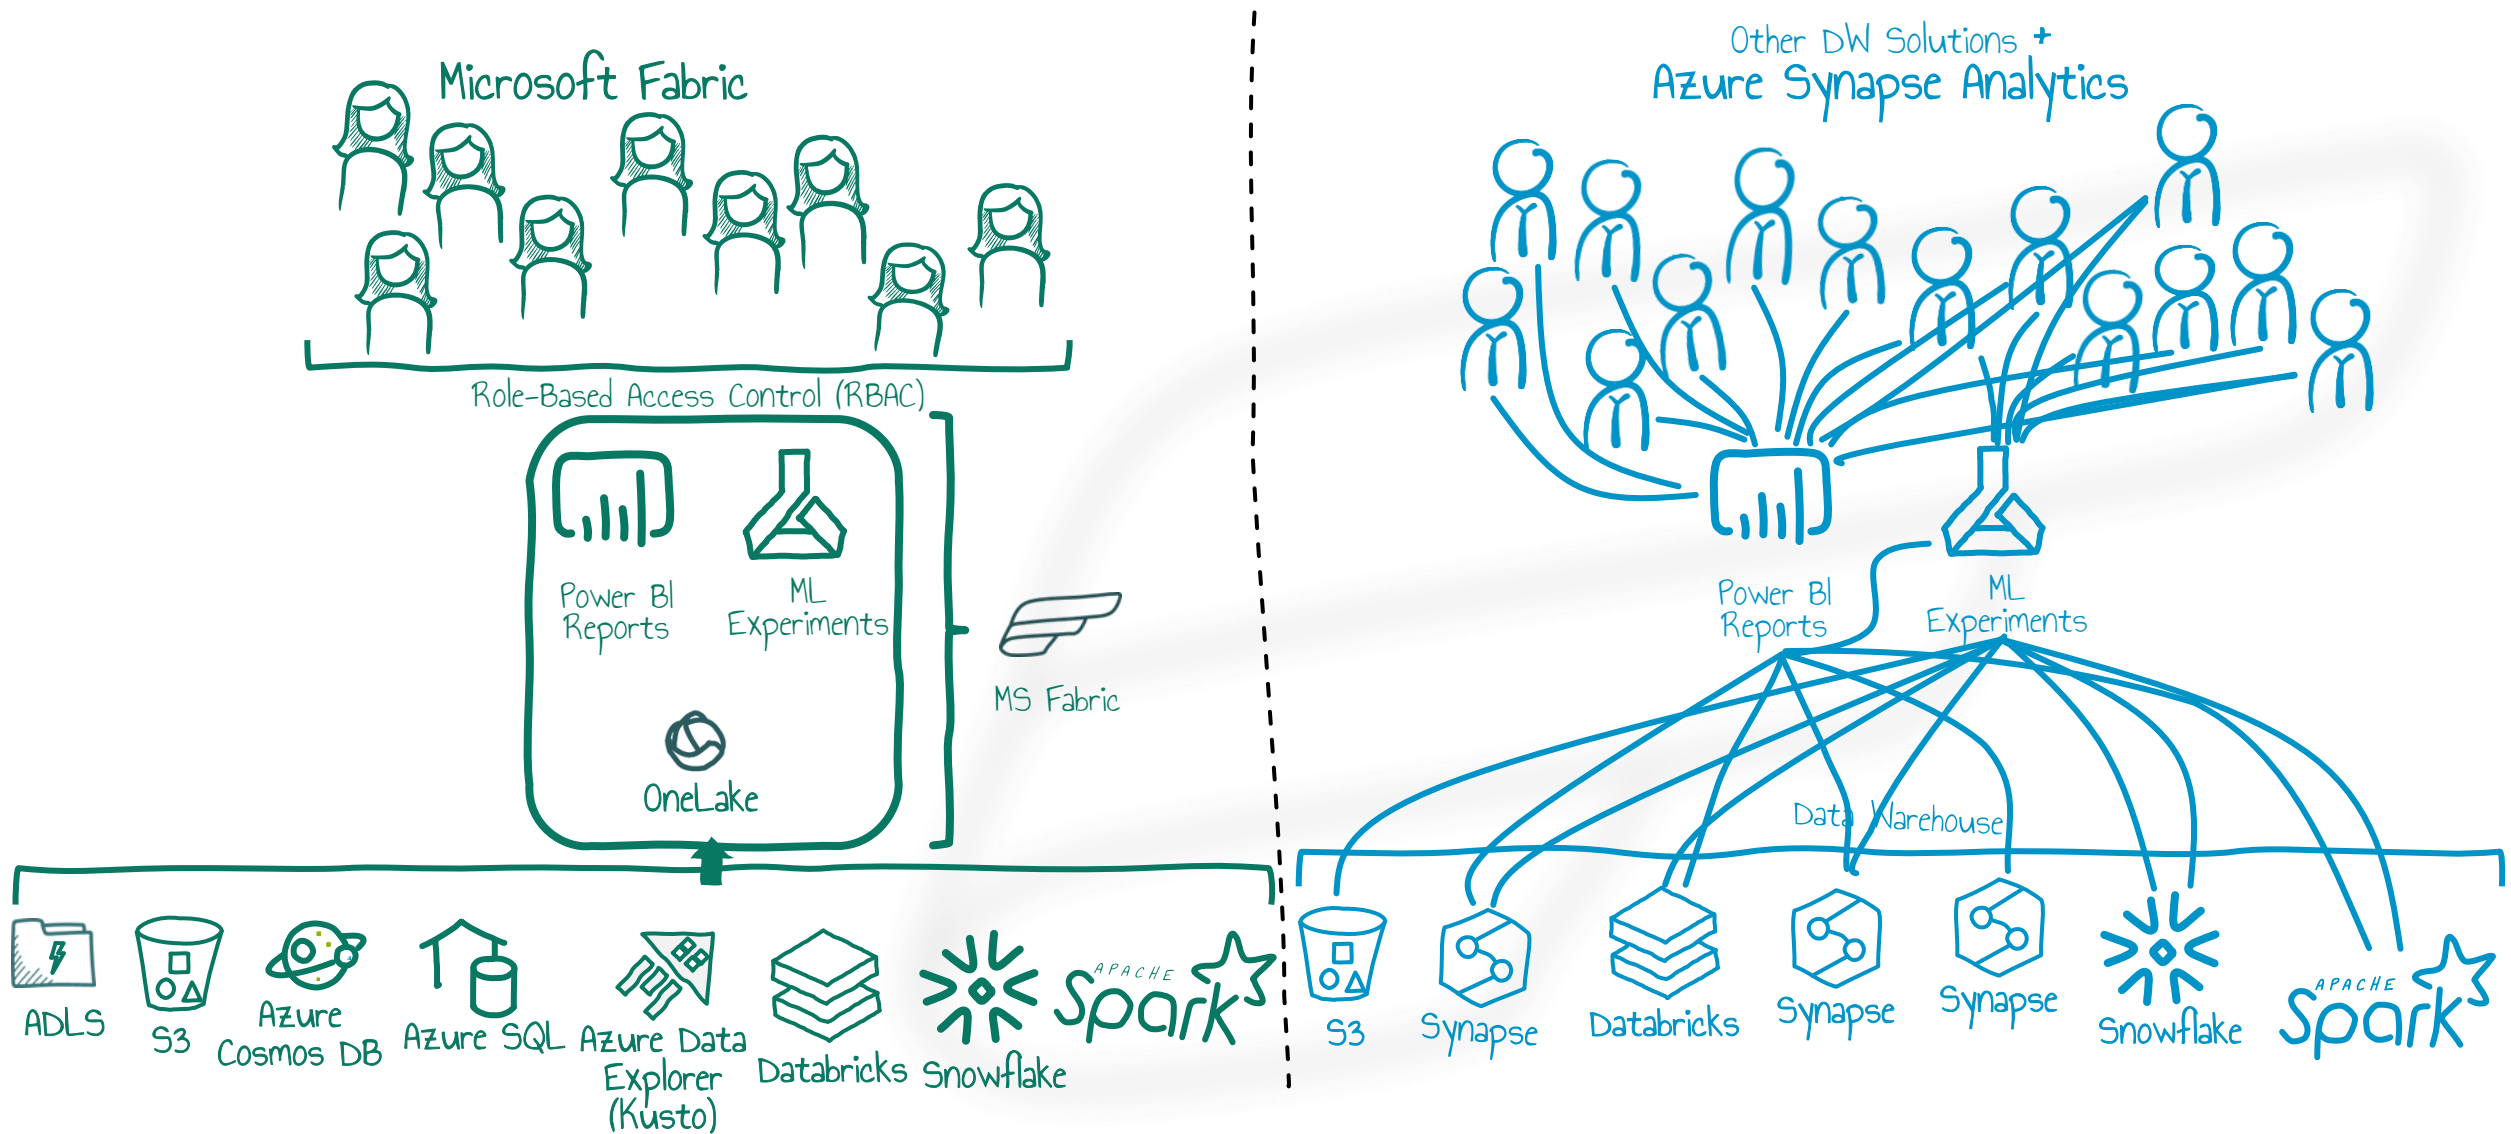 Microsoft Fabric
Role-Based Access Control (RBAC)
Power BI
Reports
ML
Experiments
OneLake
MS Fabric
ADLS
S3
Azure
Cosmos DB
Azure SQL
Azure Data
Explorer
(Kusto)
Databricks
Snowflake
APACHE
Spark
Other DW Solutions +
Azure Synapse Analytics
Power BI
Reports
ML
Experiments
Data Warehouse
S3
Synapse
Databricks
Synapse
Synapse
Snowflake
APACHE
Spark